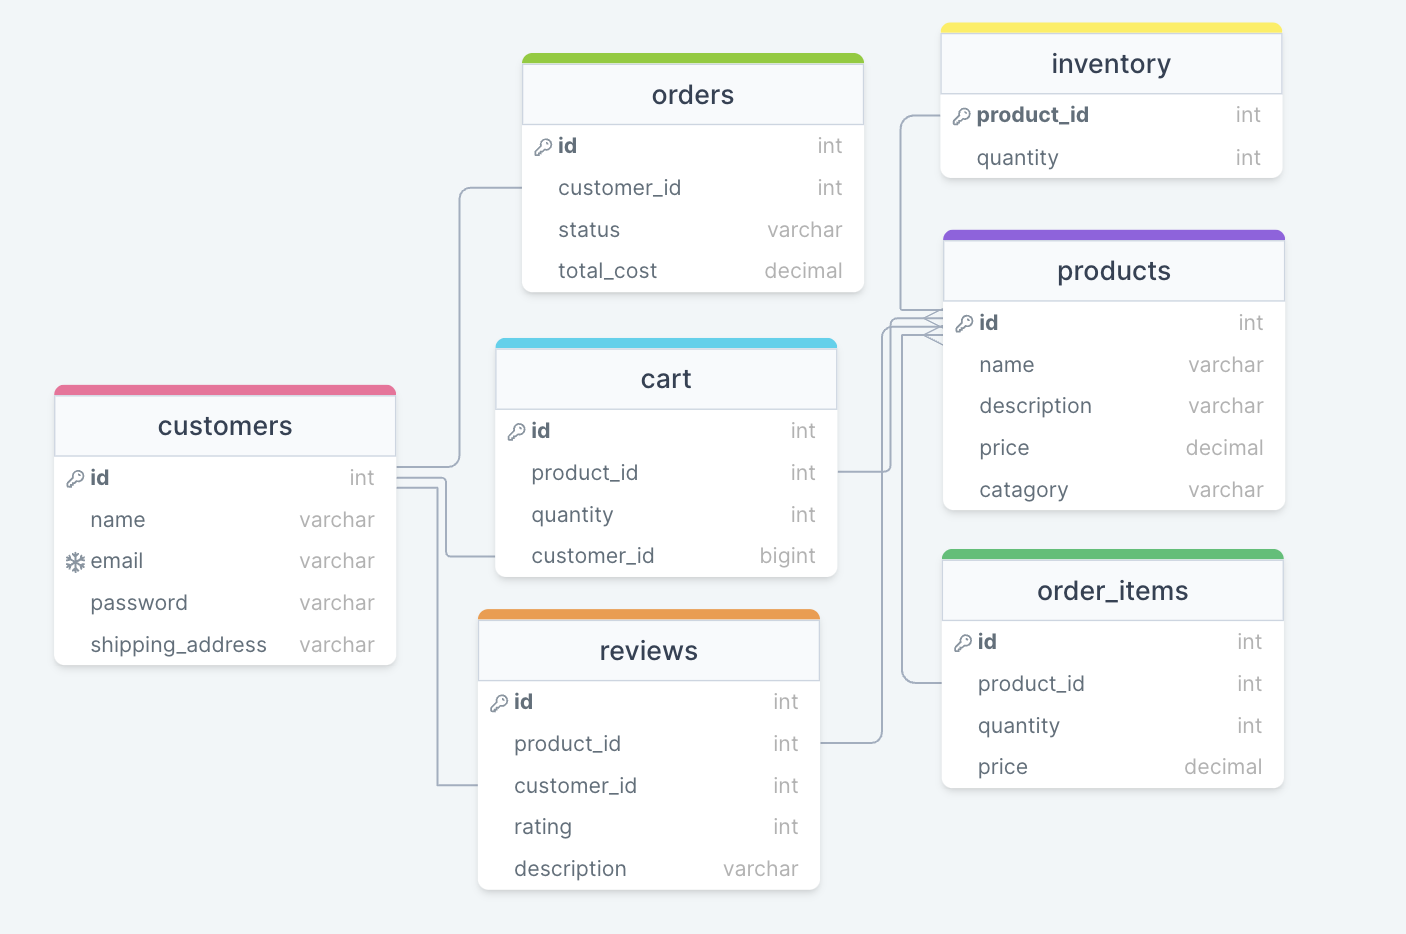 customers
id int
name varchar
email varchar
password varchar
shipping_address varchar
orders
id int
customer_id int
status varchar
total_cost decimal
cart
id int
product_id int
quantity int
customer_id bigint
reviews
id int
product_id int
customer_id int
rating int
description varchar
inventory
product_id int
quantity int
products
id int
name varchar
description varchar
price decimal
catagory varchar
order_items
id int
product_id int
quantity int
price decimal